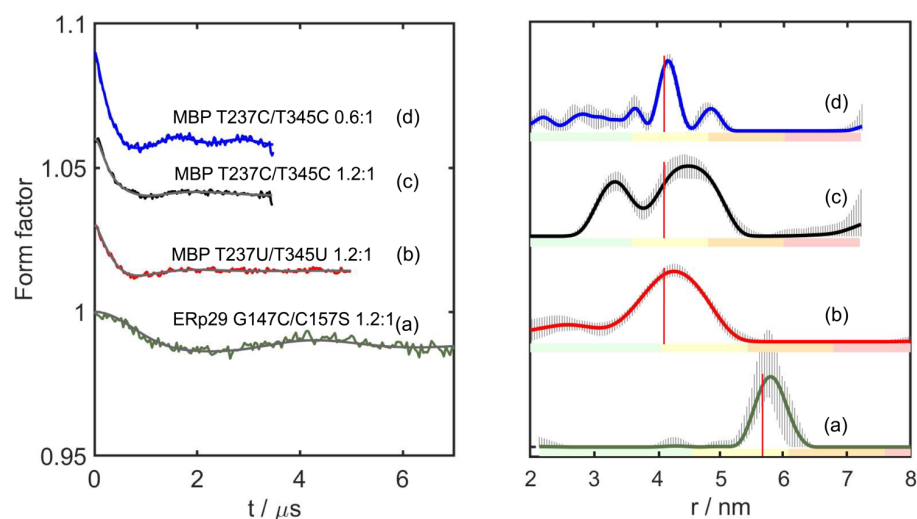 1.1
MBP T237C/T345C 0.6:1
(d)
1.05
MBP T237C/T345C 1.2:1
(c)
MBP T237U/T345U 1.2:1
(b)
1
ERp29 G147C/C157S 1.2:1
(a)
0.95
0
2
4
6
t / μs
Form factor
(d)
(c)
(b)
(a)
2
3
4
5
6
7
8
r / nm